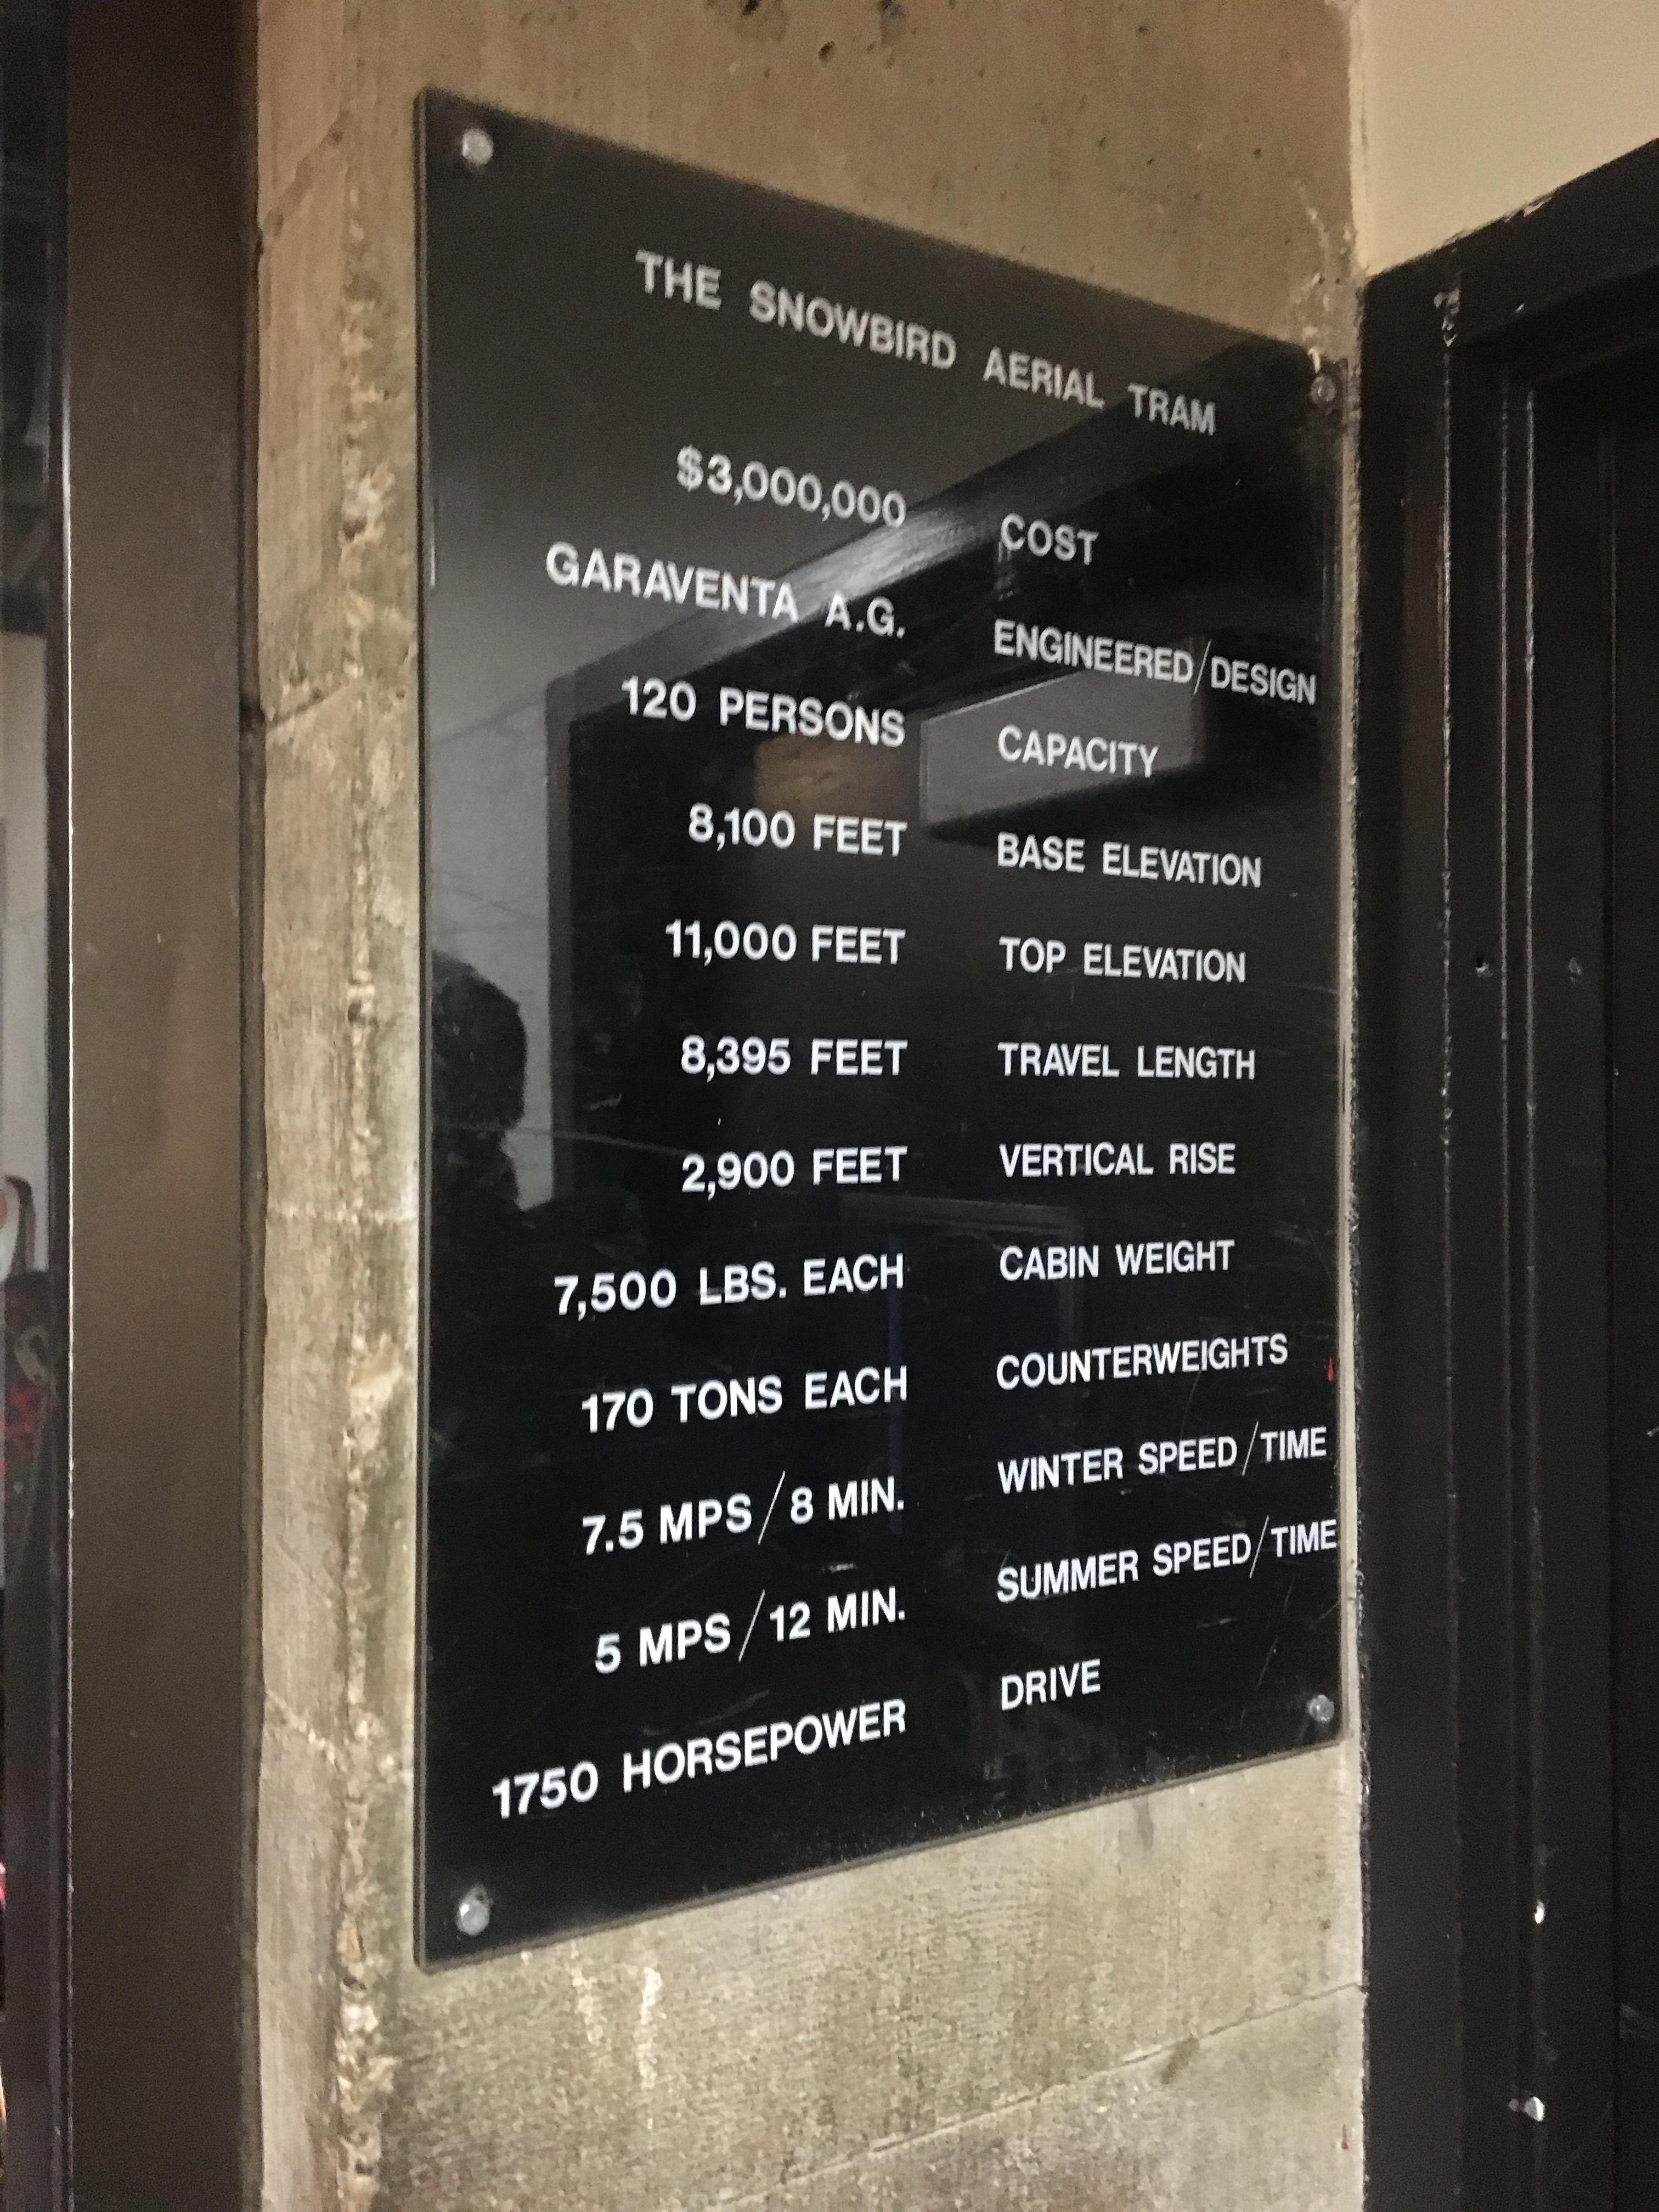 THE SNOWBIRD AERIAL TRAM
$3,000,000 COST
GARAVENTA A.G. ENGINEERED/DESIGN
120 PERSONS CAPACITY
8,100 FEET BASE ELEVATION
11,000 FEET TOP ELEVATION
8,395 FEET TRAVEL LENGTH
2,900 FEET VERTICAL RISE
7,500 LBS. EACH CABIN WEIGHT
170 TONS EACH COUNTERWEIGHTS
7.5 MPS/8 MIN. WINTER SPEED/TIME
5 MPS/12 MIN. SUMMER SPEED/TIME
1750 HORSEPOWER DRIVE